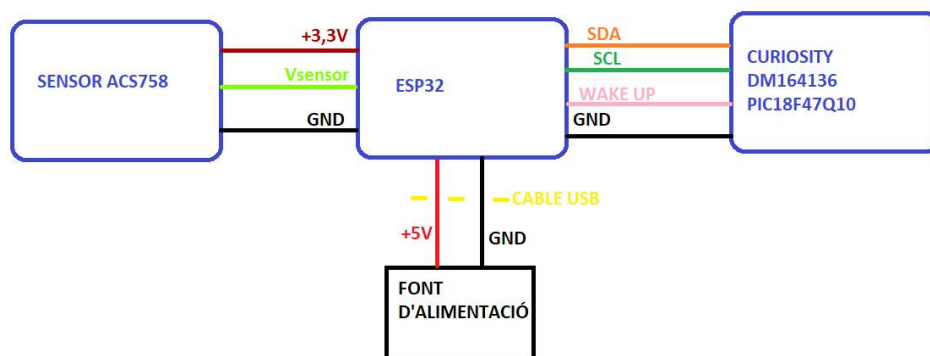 SENSOR ACS758
+3,3V
Vsensor
GND
ESP32
SDA
SCL
WAKE UP
GND
CURIOSITY
DM164136
PIC18F47Q10
CABLE USB
+5V
GND
FONT
D'ALIMENTACIÓ